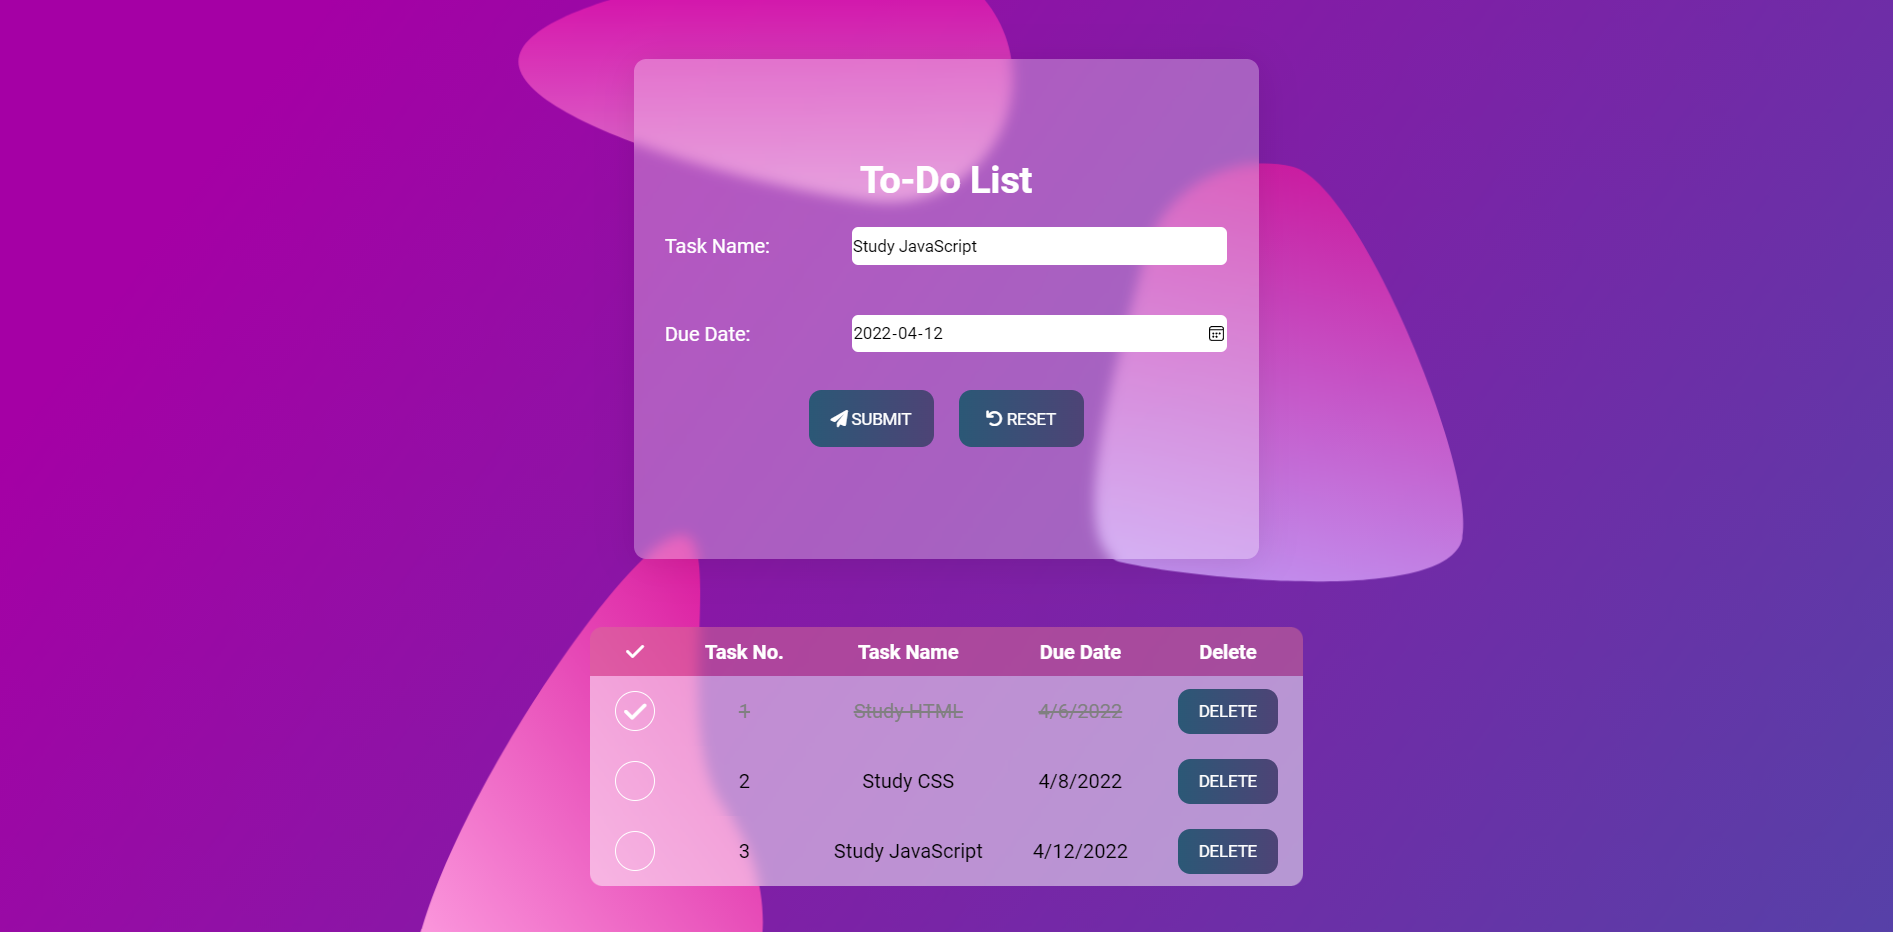 To-Do List
Task Name: Study JavaScript
Due Date: 2022-04-12
SUBMIT RESET
Task No. Task Name Due Date Delete
1 Study HTML 4/6/2022 DELETE
2 Study CSS 4/8/2022 DELETE
3 Study JavaScript 4/12/2022 DELETE